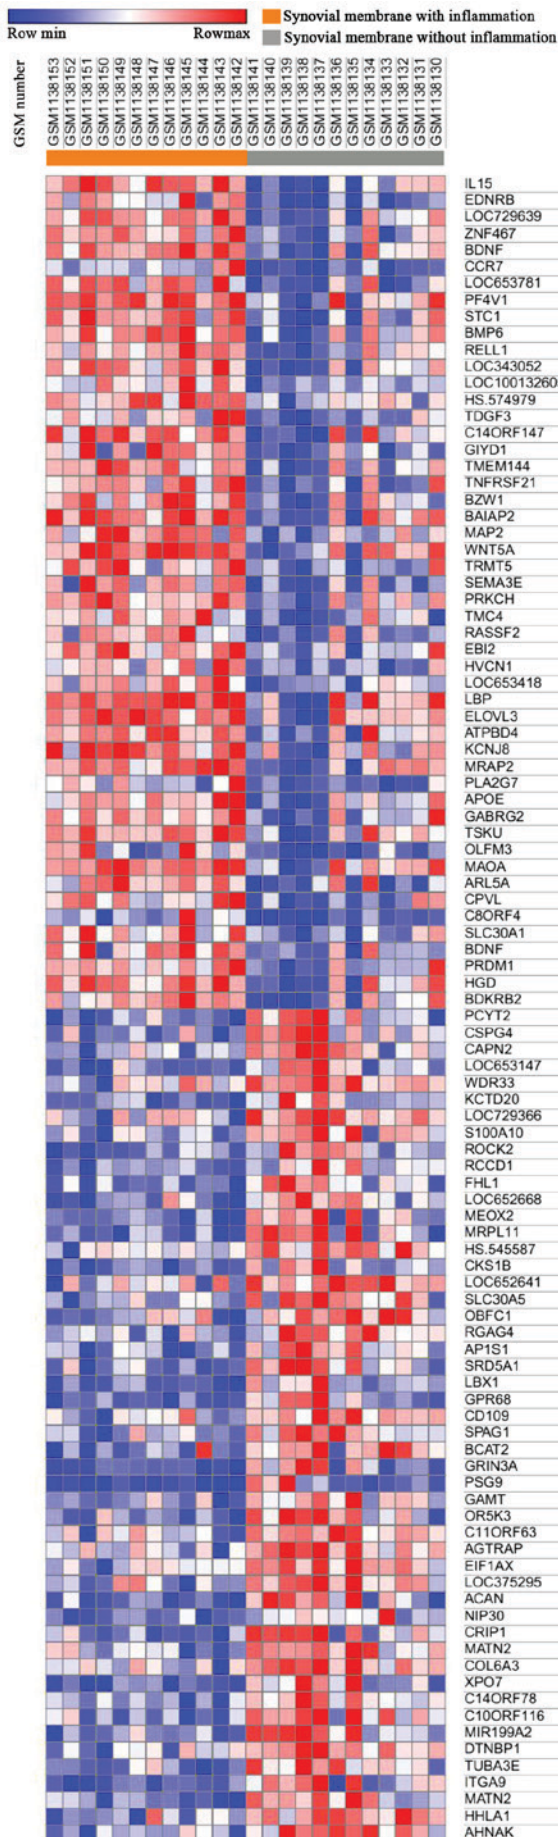 Row min
Rowmax
Synovial membrane with inflammation
Synovial membrane without inflammation
GSM number
GSM1138153
GSM1138152
GSM1138151
GSM1138150
GSM1138149
GSM1138148
GSM1138147
GSM1138146
GSM1138145
GSM1138144
GSM1138143
GSM1138142
GSM1138141
GSM1138140
GSM1138139
GSM1138138
GSM1138137
GSM1138136
GSM1138135
GSM1138134
GSM1138133
GSM1138132
GSM1138131
GSM1138130
IL15
EDNRB
LOC729639
ZNF467
BDNF
CCR7
LOC653781
PF4V1
STC1
BMP6
RELL1
LOC343052
LOC10013260
HS.574979
TDGF3
C14ORF147
GIYD1
TMEM144
TNFRSF21
BZW1
BAIAP2
MAP2
WNT5A
TRMT5
SEMA3E
PRKCH
TMC4
RASSF2
EBI2
HVCN1
LOC653418
LBP
ELOVL3
ATPBD4
KCNJ8
MRAP2
PLA2G7
APOE
GABRG2
TSKU
OLFM3
MAOA
ARL5A
CPVL
C8ORF4
SLC30A1
BDNF
PRDM1
HGD
BDKRB2
PCYT2
CSPG4
CAPN2
LOC653147
WDR33
KCTD20
LOC729366
S100A10
ROCK2
RCCD1
FHL1
LOC652668
MEOX2
MRPL11
HS.545587
CKS1B
LOC652641
SLC30A5
OBFC1
RGAG4
AP1S1
SRD5A1
LBX1
GPR68
CD109
SPAG1
BCAT2
GRIN3A
PSG9
GAMT
OR5K3
C11ORF63
AGTRAP
EIF1AX
LOC375295
ACAN
NIP30
CRIP1
MATN2
COL6A3
XPO7
C14ORF78
C10ORF116
MIR199A2
DTNBP1
TUBA3E
ITGA9
MATN2
HHLA1
AHNAK